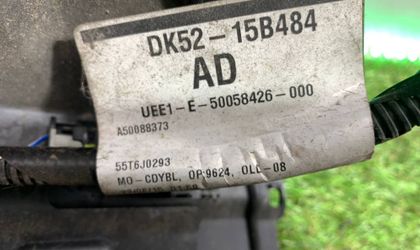 DK52-15B484
AD
UEE1-E-50058426-000
A50088373
55T6J0293
MO-CDYBL, OP:9624, OLL-08